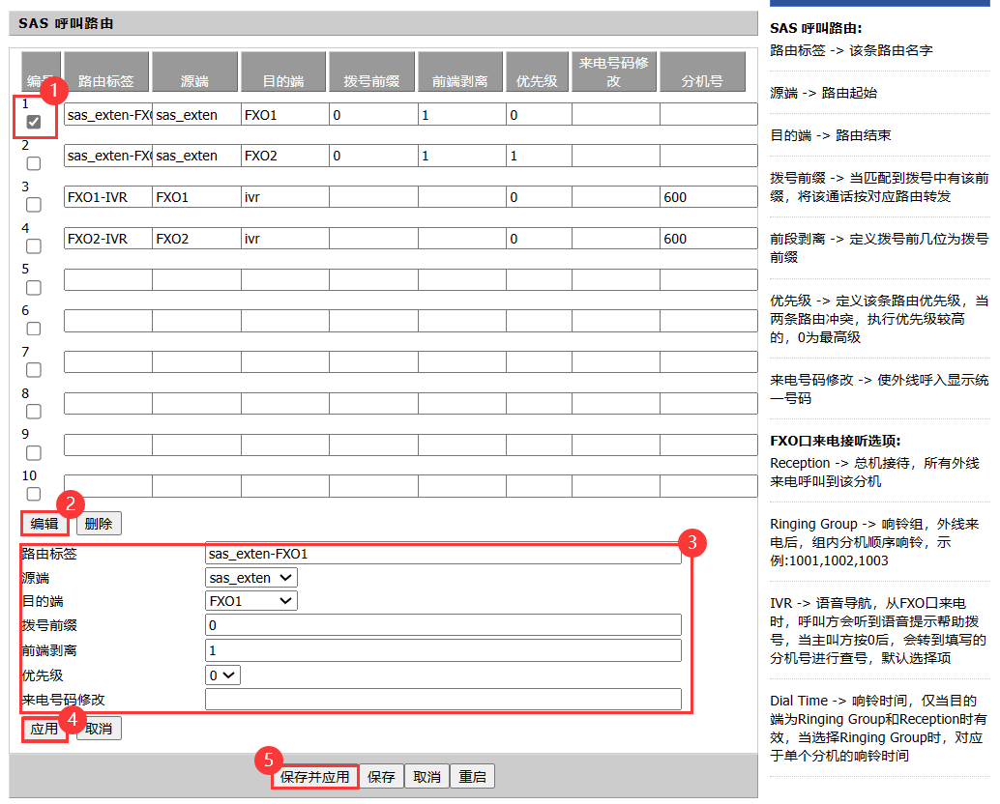 SAS 呼叫路由
编号 路由标签 源端 目的端 拨号前缀 前端剥离 优先级 来电号码修改 分机号
1
1 sas_exten-FXO sas_exten FXO1 0 1 0
2 sas_exten-FXO sas_exten FXO2 0 1 1
3 FXO1-IVR FXO1 ivr 0 600
4 FXO2-IVR FXO2 ivr 0 600
5
6
7
8
9
10
2
编辑 删除
3
路由标签 sas_exten-FXO1
源端 sas_exten
目的端 FXO1
拨号前缀 0
前端剥离 1
优先级 0
来电号码修改
4
应用 取消
5
保存并应用 保存 取消 重启
SAS 呼叫路由:
路由标签 -> 该条路由名字
源端 -> 路由起始
目的端 -> 路由结束
拨号前缀 -> 当匹配到拨号中有该前
缀，将该通话按对应路由转发
前段剥离 -> 定义拨号前几位为拨号
前缀
优先级 -> 定义该条路由优先级，当
两条路由冲突，执行优先级较高
的，0为最高级
来电号码修改 -> 使外线呼入显示统
一号码
FXO口来电接听选项:
Reception -> 总机接待，所有外线
来电呼叫到该分机
Ringing Group -> 响铃组，外线来
电后，组内分机顺序响铃，示
例:1001,1002,1003
IVR -> 语音导航，从FXO口来电
时，呼叫方会听到语音提示帮助拨
号，当主叫方按0后，会转到填写的
分机号进行查号，默认选择项
Dial Time -> 响铃时间，仅当目的
端为Ringing Group和Reception时有
效，当选择Ringing Group时，对应
于单个分机的响铃时间